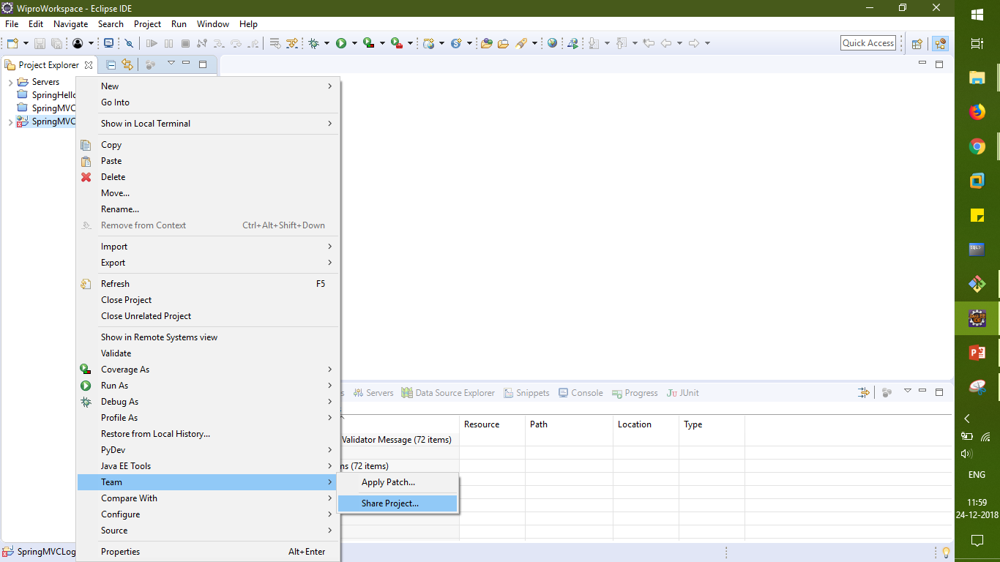 WiproWorkspace - Eclipse IDE
File Edit Navigate Search Project Run Window Help
Quick Access
Project Explorer
Servers
SpringHello
SpringMVC
SpringMVC
New
Go Into
Show in Local Terminal
Copy
Paste
Delete
Move...
Rename...
Remove from Context Ctrl+Alt+Shift+Down
Import
Export
Refresh F5
Close Project
Close Unrelated Project
Show in Remote Systems view
Validate
Coverage As
Run As
Debug As
Profile As
Restore from Local History...
PyDev
Java EE Tools
Team
Compare With
Configure
Source
Properties Alt+Enter
Apply Patch...
Share Project...
s Servers Data Source Explorer Snippets Console Progress Ju JUnit
Resource Path Location Type
Validator Message (72 items)
ms (72 items)
SpringMVCLog
Java EE
IDE
ENG
11:59
24-12-2018